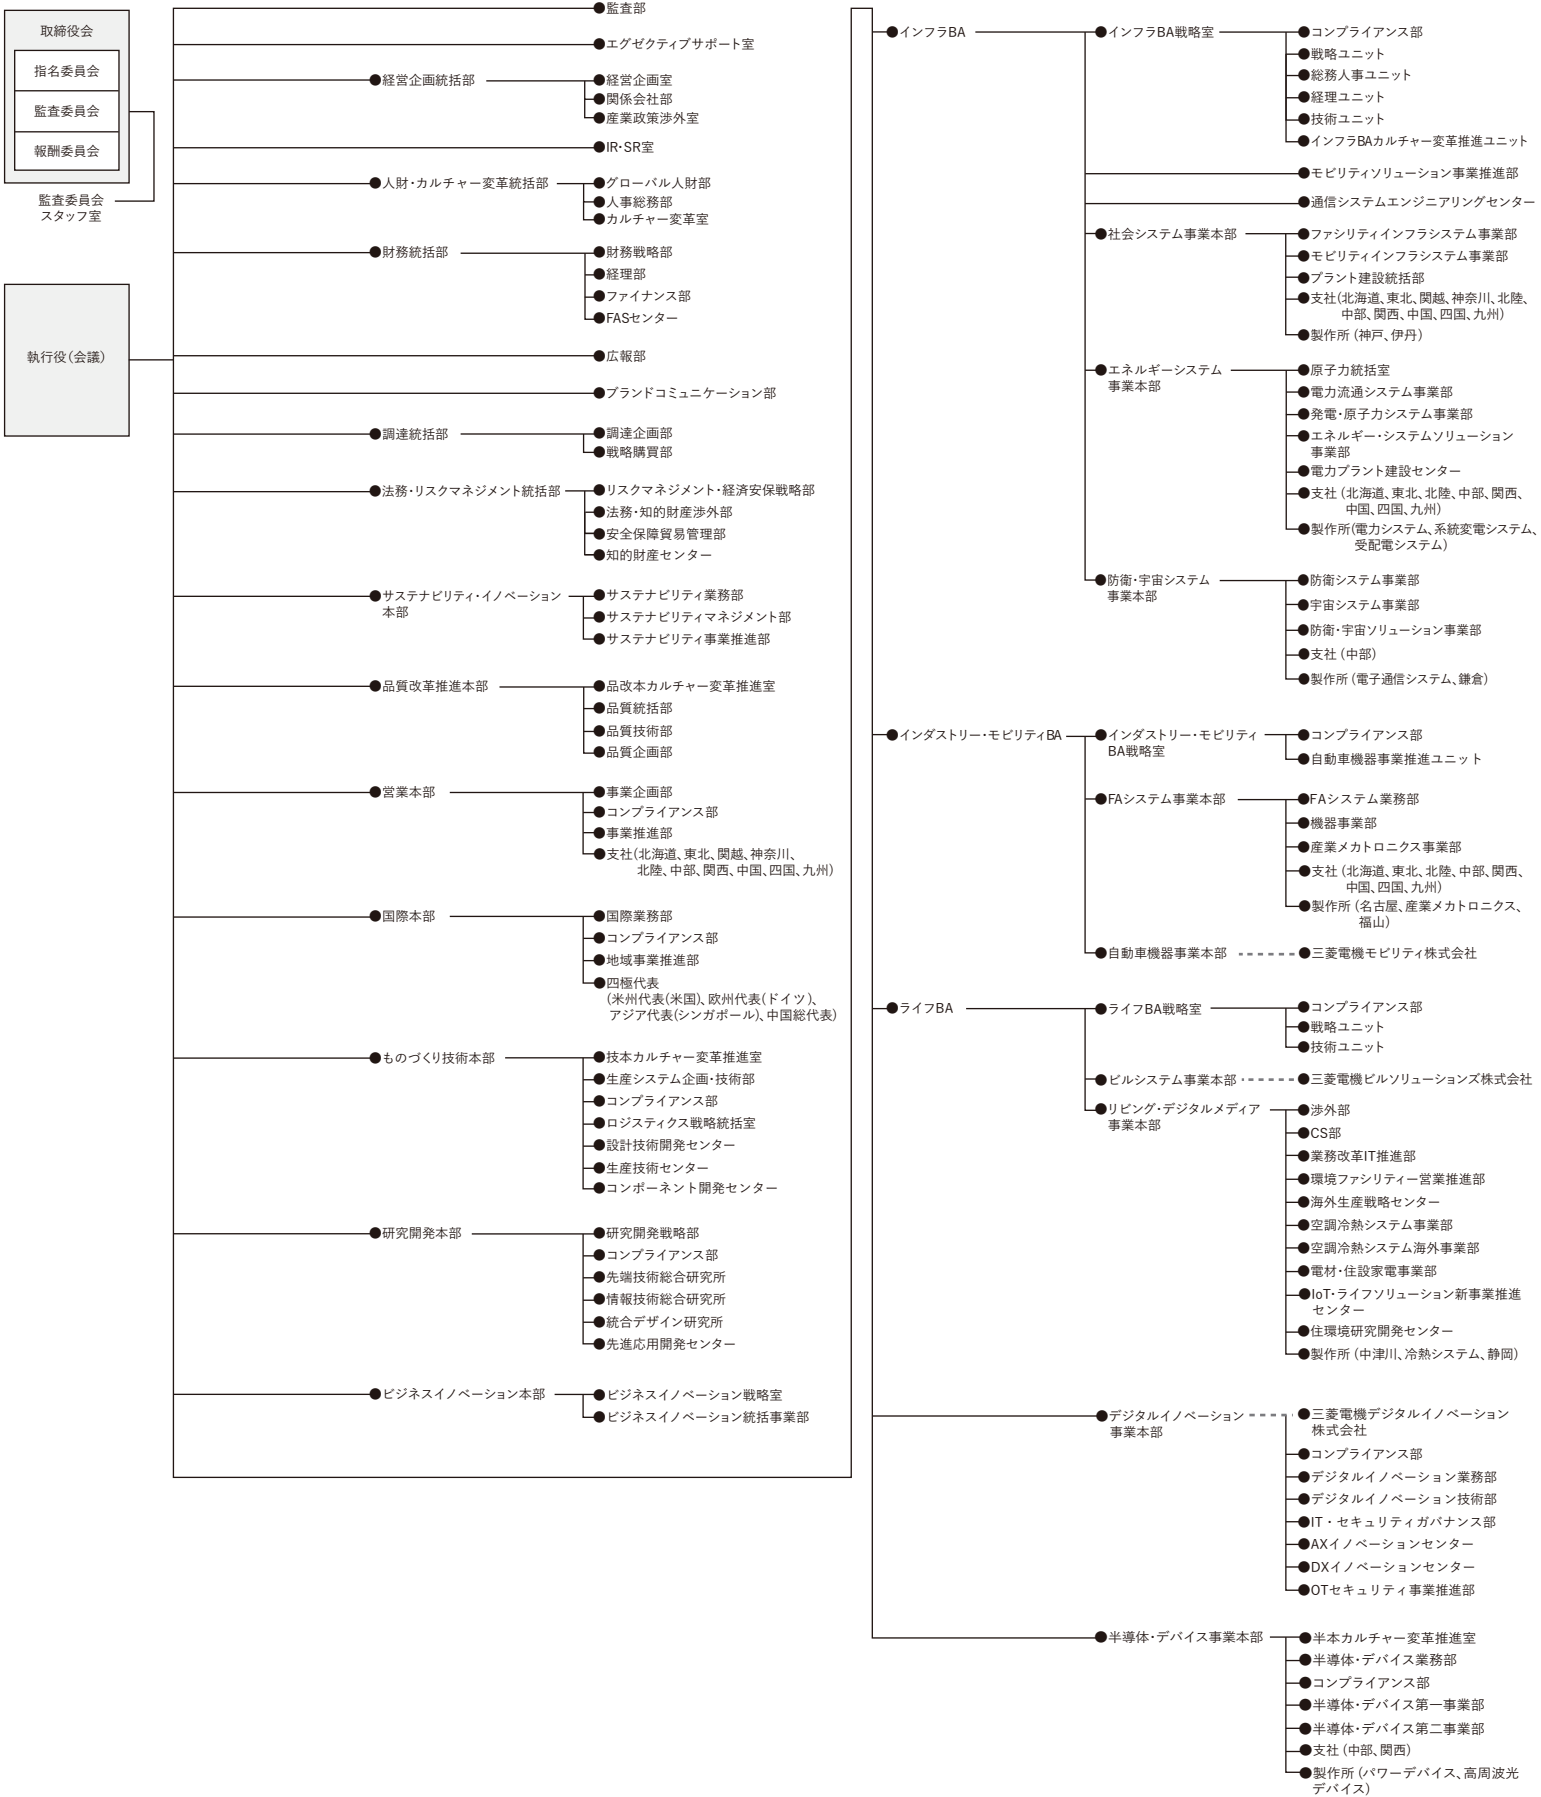 取締役会
指名委員会
監査委員会
報酬委員会
監査委員会
スタッフ室
執行役(会議)
監査部
エグゼクティブサポート室
経営企画統括部
経営企画室
関係会社部
産業政策渉外室
IR・SR室
人財・カルチャー変革統括部
グローバル人財部
人事総務部
カルチャー変革室
財務統括部
財務戦略部
経理部
ファイナンス部
FASセンター
広報部
ブランドコミュニケーション部
調達統括部
調達企画部
戦略購買部
法務・リスクマネジメント統括部
リスクマネジメント・経済安保戦略部
法務・知的財産渉外部
安全保障貿易管理部
知的財産センター
サステナビリティ・イノベーション
本部
サステナビリティ業務部
サステナビリティマネジメント部
サステナビリティ事業推進部
品質改革推進本部
品改本カルチャー変革推進室
品質統括部
品質技術部
品質企画部
営業本部
事業企画部
コンプライアンス部
事業推進部
支社(北海道、東北、関越、神奈川、
北陸、中部、関西、中国、四国、九州)
国際本部
国際業務部
コンプライアンス部
地域事業推進部
四極代表
(米州代表(米国)、欧州代表(ドイツ)、
アジア代表(シンガポール)、中国総代表)
ものづくり技術本部
技本カルチャー変革推進室
生産システム企画・技術部
コンプライアンス部
ロジスティクス戦略統括室
設計技術開発センター
生産技術センター
コンポーネント開発センター
研究開発本部
研究開発戦略部
コンプライアンス部
先端技術総合研究所
情報技術総合研究所
統合デザイン研究所
先進応用開発センター
ビジネスイノベーション本部
ビジネスイノベーション戦略室
ビジネスイノベーション統括事業部
インフラBA
インフラBA戦略室
コンプライアンス部
戦略ユニット
総務人事ユニット
経理ユニット
技術ユニット
インフラBAカルチャー変革推進ユニット
モビリティソリューション事業推進部
通信システムエンジニアリングセンター
社会システム事業本部
ファシリティインフラシステム事業部
モビリティインフラシステム事業部
プラント建設統括部
支社(北海道、東北、関越、神奈川、北陸、
中部、関西、中国、四国、九州)
製作所(神戸、伊丹)
エネルギーシステム
事業本部
原子力統括室
電力流通システム事業部
発電・原子力システム事業部
エネルギー・システムソリューション
事業部
電力プラント建設センター
支社(北海道、東北、北陸、中部、関西、
中国、四国、九州)
製作所(電力システム、系統変電システム、
受配電システム)
防衛・宇宙システム
事業本部
防衛システム事業部
宇宙システム事業部
防衛・宇宙ソリューション事業部
支社(中部)
製作所(電子通信システム、鎌倉)
インダストリー・モビリティBA
インダストリー・モビリティ
BA戦略室
コンプライアンス部
自動車機器事業推進ユニット
FAシステム事業本部
FAシステム業務部
機器事業部
産業メカトロニクス事業部
支社(北海道、東北、北陸、中部、関西、
中国、四国、九州)
製作所(名古屋、産業メカトロニクス、
福山)
自動車機器事業本部
三菱電機モビリティ株式会社
ライフBA
ライフBA戦略室
コンプライアンス部
戦略ユニット
技術ユニット
ビルシステム事業本部
三菱電機ビルソリューションズ株式会社
リビング・デジタルメディア
事業本部
渉外部
CS部
業務改革IT推進部
環境ファシリティー営業推進部
海外生産戦略センター
空調冷熱システム事業部
空調冷熱システム海外事業部
電材・住設家電事業部
IoT・ライフソリューション新事業推進
センター
住環境研究開発センター
製作所(中津川、冷熱システム、静岡)
デジタルイノベーション
事業本部
三菱電機デジタルイノベーション
株式会社
コンプライアンス部
デジタルイノベーション業務部
デジタルイノベーション技術部
IT・セキュリティガバナンス部
AXイノベーションセンター
DXイノベーションセンター
OTセキュリティ事業推進部
半導体・デバイス事業本部
半本カルチャー変革推進室
半導体・デバイス業務部
コンプライアンス部
半導体・デバイス第一事業部
半導体・デバイス第二事業部
支社(中部、関西)
製作所(パワーデバイス、高周波光
デバイス)